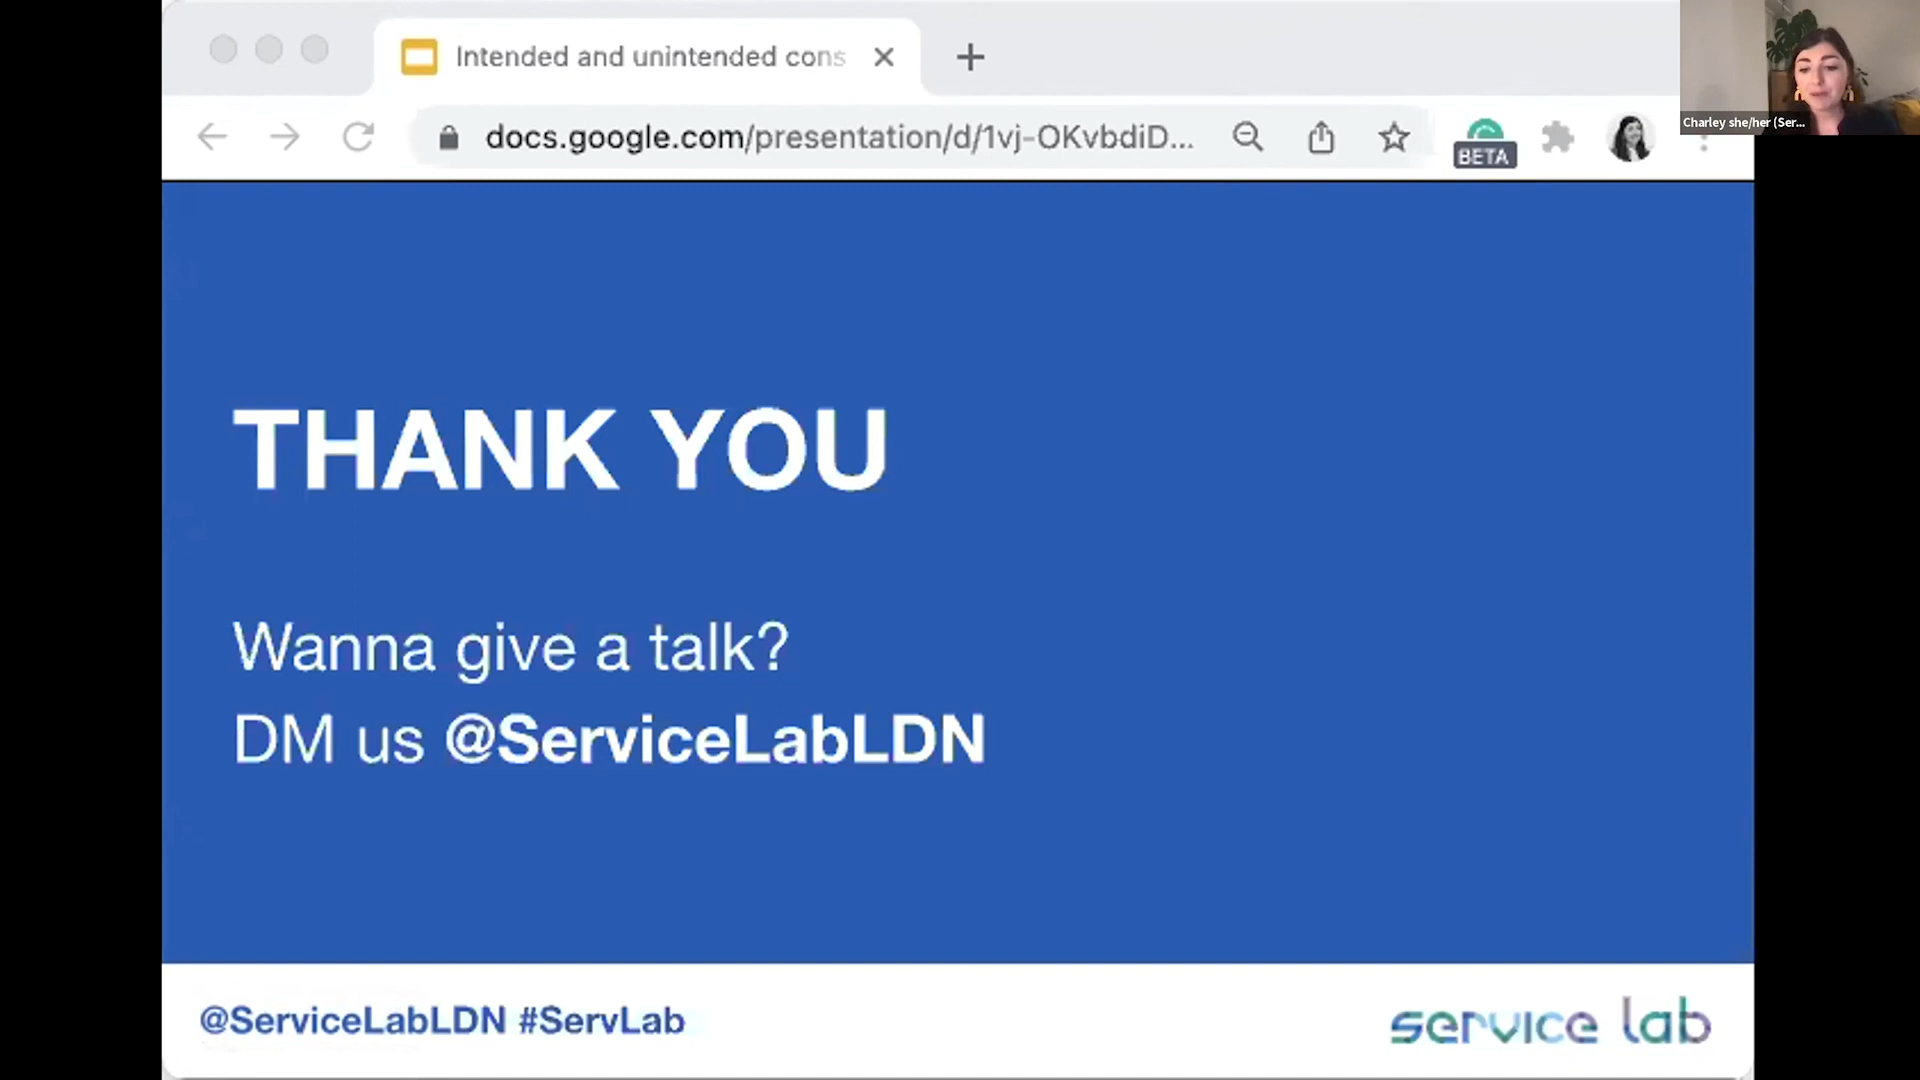 Intended and unintended cons
docs.google.com/presentation/d/1vj-OKvbdiD...
BETA
Charley she/her (Ser...
THANK YOU
Wanna give a talk?
DM us @ServiceLabLDN
@ServiceLabLDN #ServLab
service lab